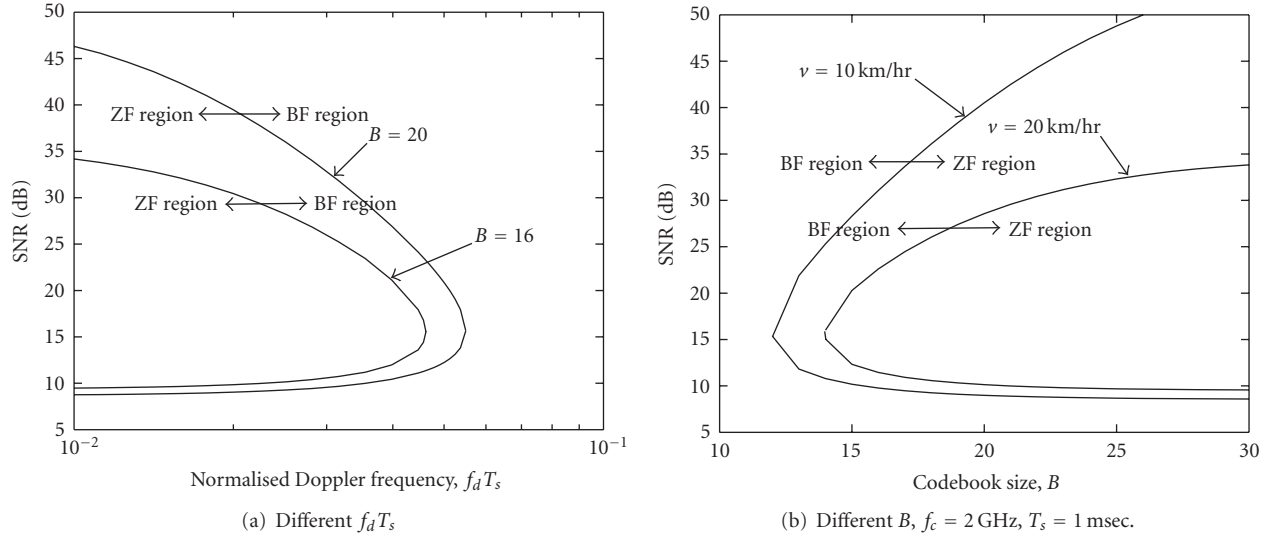 50
45
40
35
30
25
20
15
10
5
SNR (dB)
ZF region
BF region
B = 20
ZF region
BF region
B = 16
10⁻²
10⁻¹
Normalised Doppler frequency, f_d T_s
(a) Different f_d T_s
50
45
40
35
30
25
20
15
10
5
SNR (dB)
ν = 10 km/hr
ν = 20 km/hr
BF region
ZF region
BF region
ZF region
10
15
20
25
30
Codebook size, B
(b) Different B, f_c = 2 GHz, T_s = 1 msec.